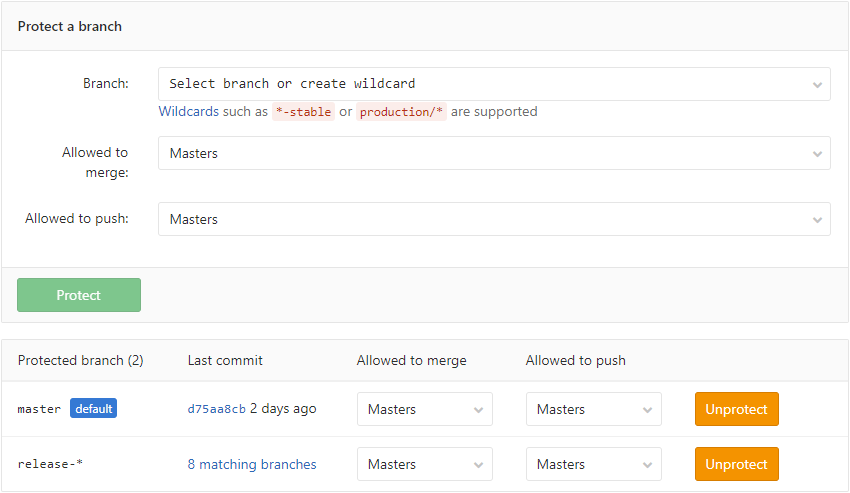 Protect a branch
Branch: Select branch or create wildcard
Wildcards such as *-stable or production/* are supported
Allowed to merge: Masters
Allowed to push: Masters
Protect
Protected branch (2) Last commit Allowed to merge Allowed to push
master default d75aa8cb 2 days ago Masters Masters Unprotect
release-* 8 matching branches Masters Masters Unprotect